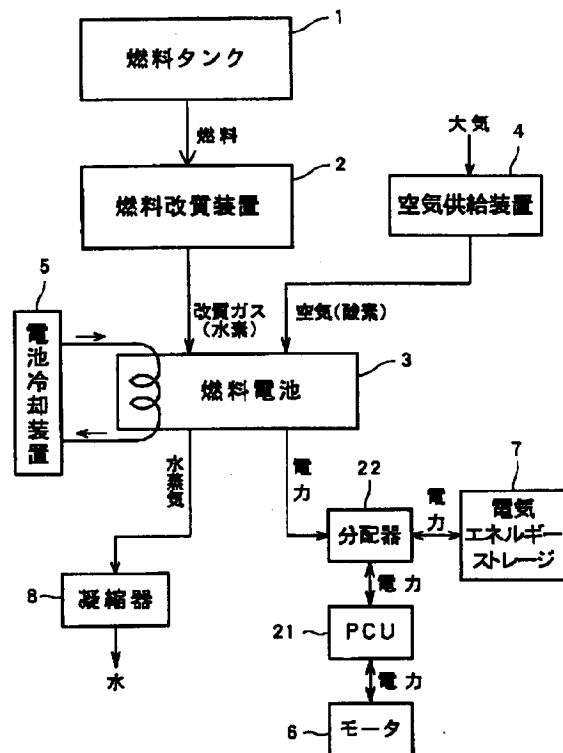 1
燃料タンク
燃料
2
燃料改質装置
大気
4
空気供給装置
5
電池冷却装置
改質ガス
(水素)
空気(酸素)
3
燃料電池
水蒸気
電力
22
分配器
電力
7
電気
エネルギー
ストレージ
8
凝縮器
水
電力
21
PCU
電力
6
モータ